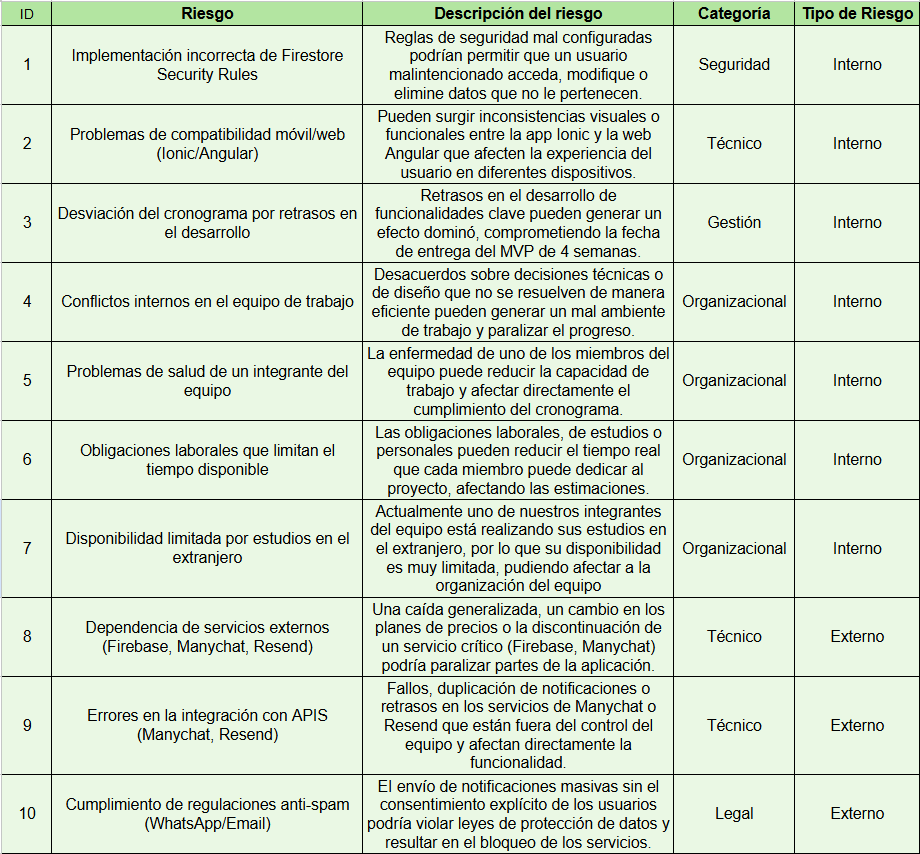 ID Riesgo Descripción del riesgo Categoría Tipo de Riesgo
1
Implementación incorrecta de Firestore
Security Rules
Reglas de seguridad mal configuradas
podrían permitir que un usuario
malintencionado acceda, modifique o
elimine datos que no le pertenecen.
Seguridad
Interno
2
Problemas de compatibilidad móvil/web
(Ionic/Angular)
Pueden surgir inconsistencias visuales o
funcionales entre la app Ionic y la web
Angular que afecten la experiencia del
usuario en diferentes dispositivos.
Técnico
Interno
3
Desviación del cronograma por retrasos en
el desarrollo
Retrasos en el desarrollo de
funcionalidades clave pueden generar un
efecto dominó, comprometiendo la fecha
de entrega del MVP de 4 semanas.
Gestión
Interno
4
Conflictos internos en el equipo de trabajo
Desacuerdos sobre decisiones técnicas o
de diseño que no se resuelven de manera
eficiente pueden generar un mal ambiente
de trabajo y paralizar el progreso.
Organizacional
Interno
5
Problemas de salud de un integrante del
equipo
La enfermedad de uno de los miembros del
equipo puede reducir la capacidad de
trabajo y afectar directamente el
cumplimiento del cronograma.
Organizacional
Interno
6
Obligaciones laborales que limitan el
tiempo disponible
Las obligaciones laborales, de estudios o
personales pueden reducir el tiempo real
que cada miembro puede dedicar al
proyecto, afectando las estimaciones.
Organizacional
Interno
7
Disponibilidad limitada por estudios en el
extranjero
Actualmente uno de nuestros integrantes
del equipo está realizando sus estudios en
el extranjero, por lo que su disponibilidad
es muy limitada, pudiendo afectar a la
organización del equipo
Organizacional
Interno
8
Dependencia de servicios externos
(Firebase, Manychat, Resend)
Una caída generalizada, un cambio en los
planes de precios o la discontinuación de
un servicio crítico (Firebase, Manychat)
podría paralizar partes de la aplicación.
Técnico
Externo
9
Errores en la integración con APIS
(Manychat, Resend)
Fallos, duplicación de notificaciones o
retrasos en los servicios de Manychat o
Resend que están fuera del control del
equipo y afectan directamente la
funcionalidad.
Técnico
Externo
10
Cumplimiento de regulaciones anti-spam
(WhatsApp/Email)
El envío de notificaciones masivas sin el
consentimiento explícito de los usuarios
podría violar leyes de protección de datos y
resultar en el bloqueo de los servicios.
Legal
Externo